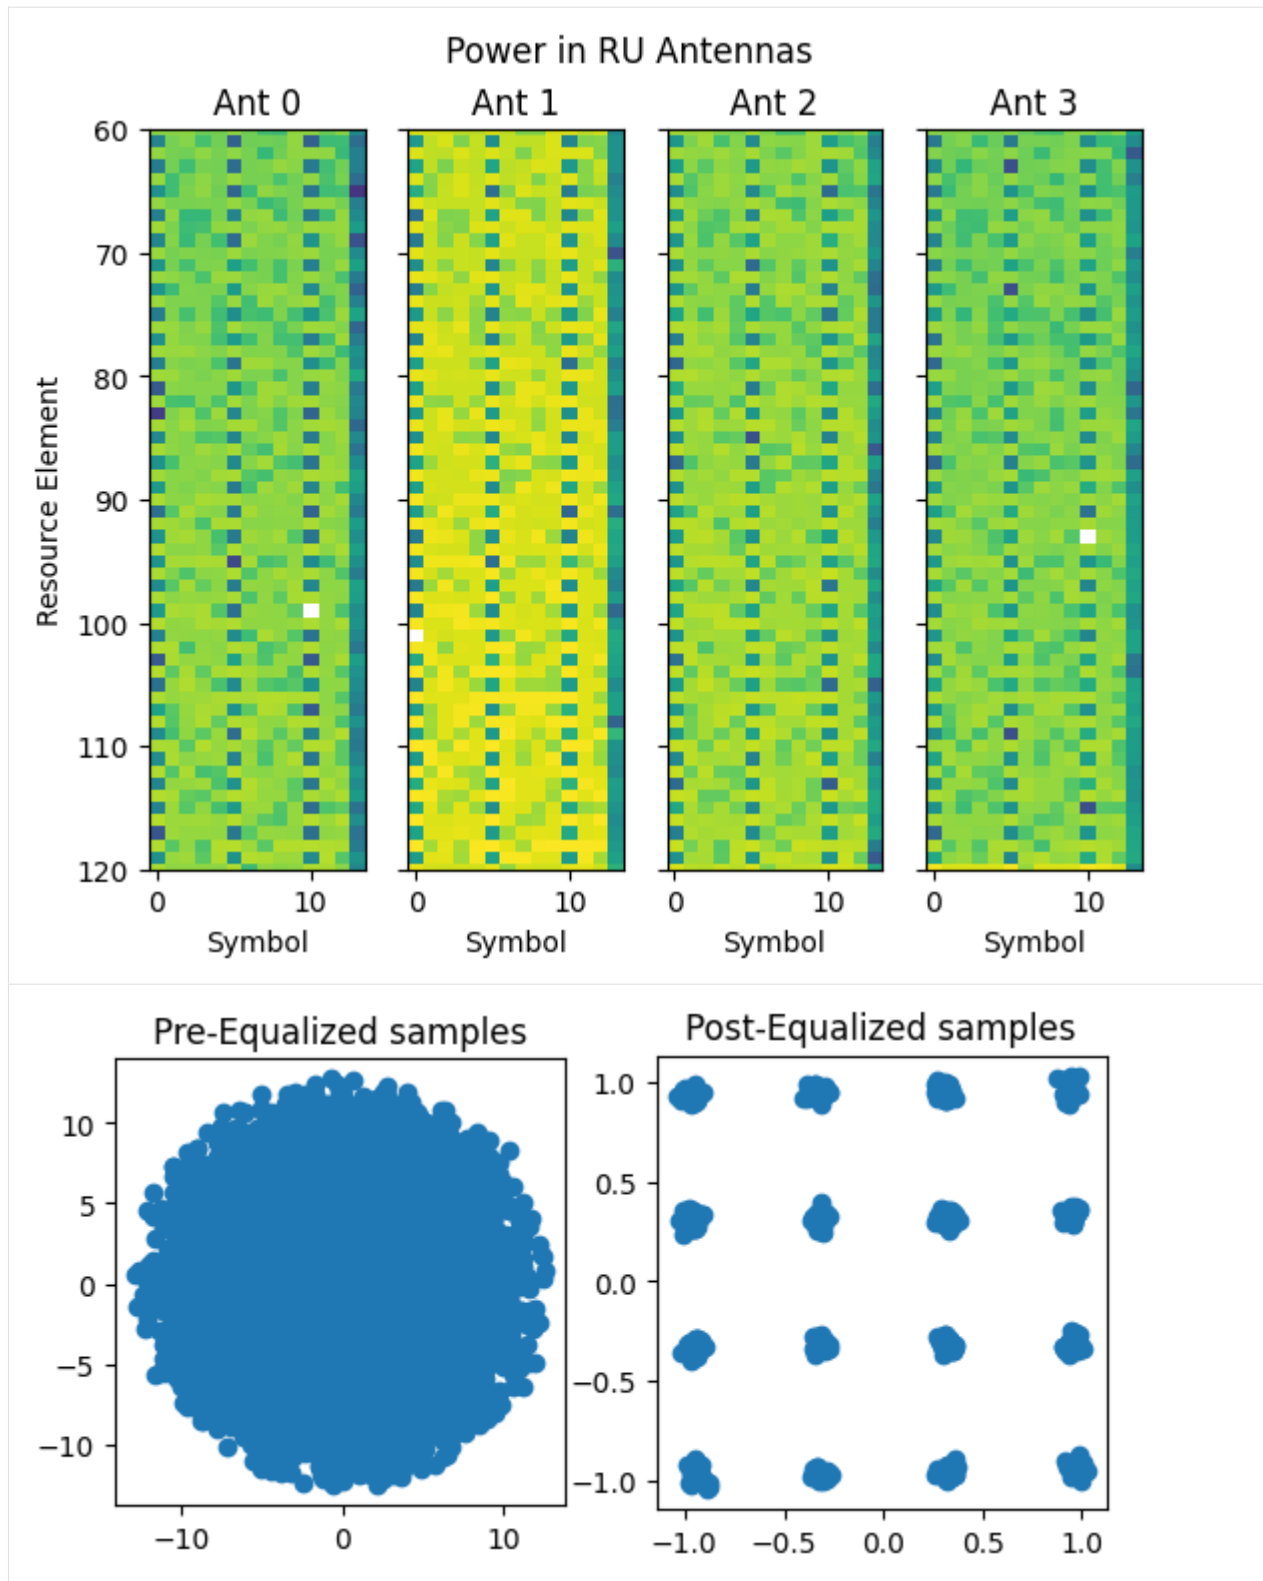 Power in RU Antennas
Ant 0 Ant 1 Ant 2 Ant 3
60
70
80
90
100
110
120
Resource Element
0 10 0 10 0 10 0 10
Symbol Symbol Symbol Symbol
Pre-Equalized samples
10
5
0
−5
−10
−10 0 10
Post-Equalized samples
1.0
0.5
0.0
−0.5
−1.0
−1.0 −0.5 0.0 0.5 1.0